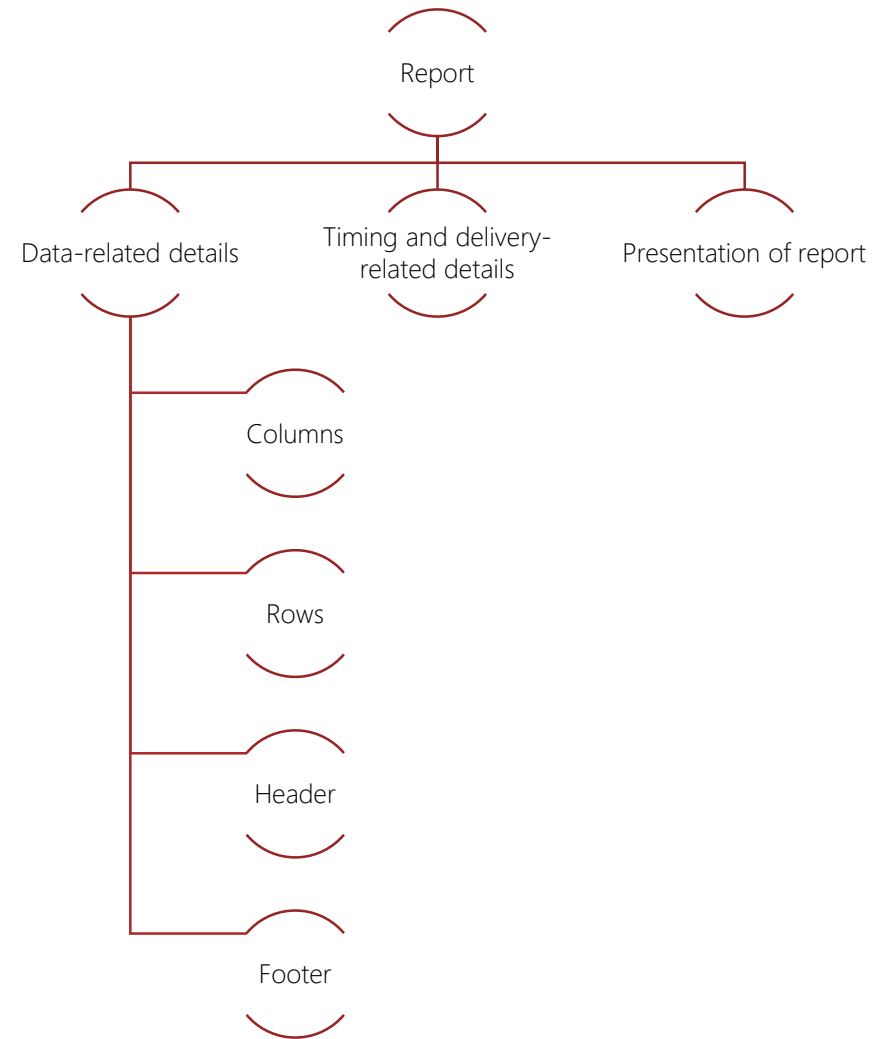 Report
Data-related details
Timing and delivery-
related details
Presentation of report
Columns
Rows
Header
Footer